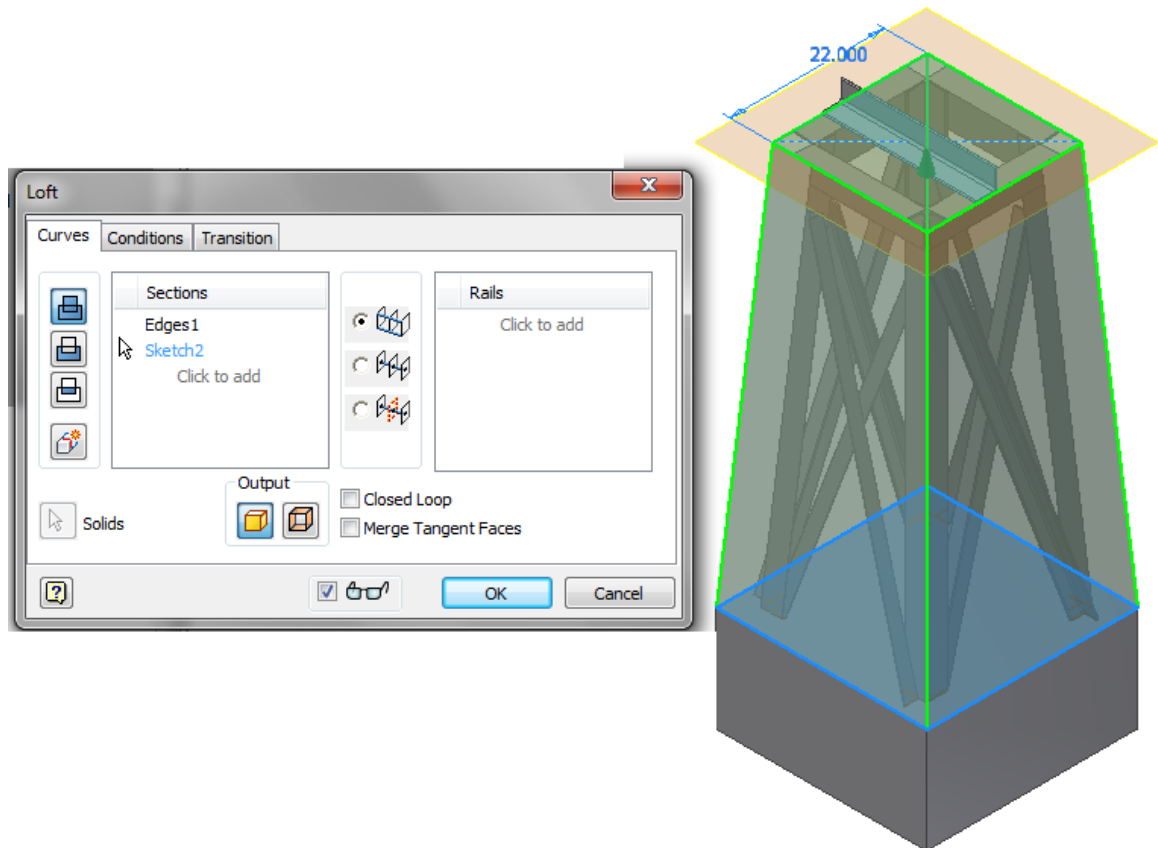 22.000
Loft
Curves Conditions Transition
Sections
Edges1
Sketch2
Click to add
Rails
Click to add
Solids
Output
Closed Loop
Merge Tangent Faces
OK Cancel